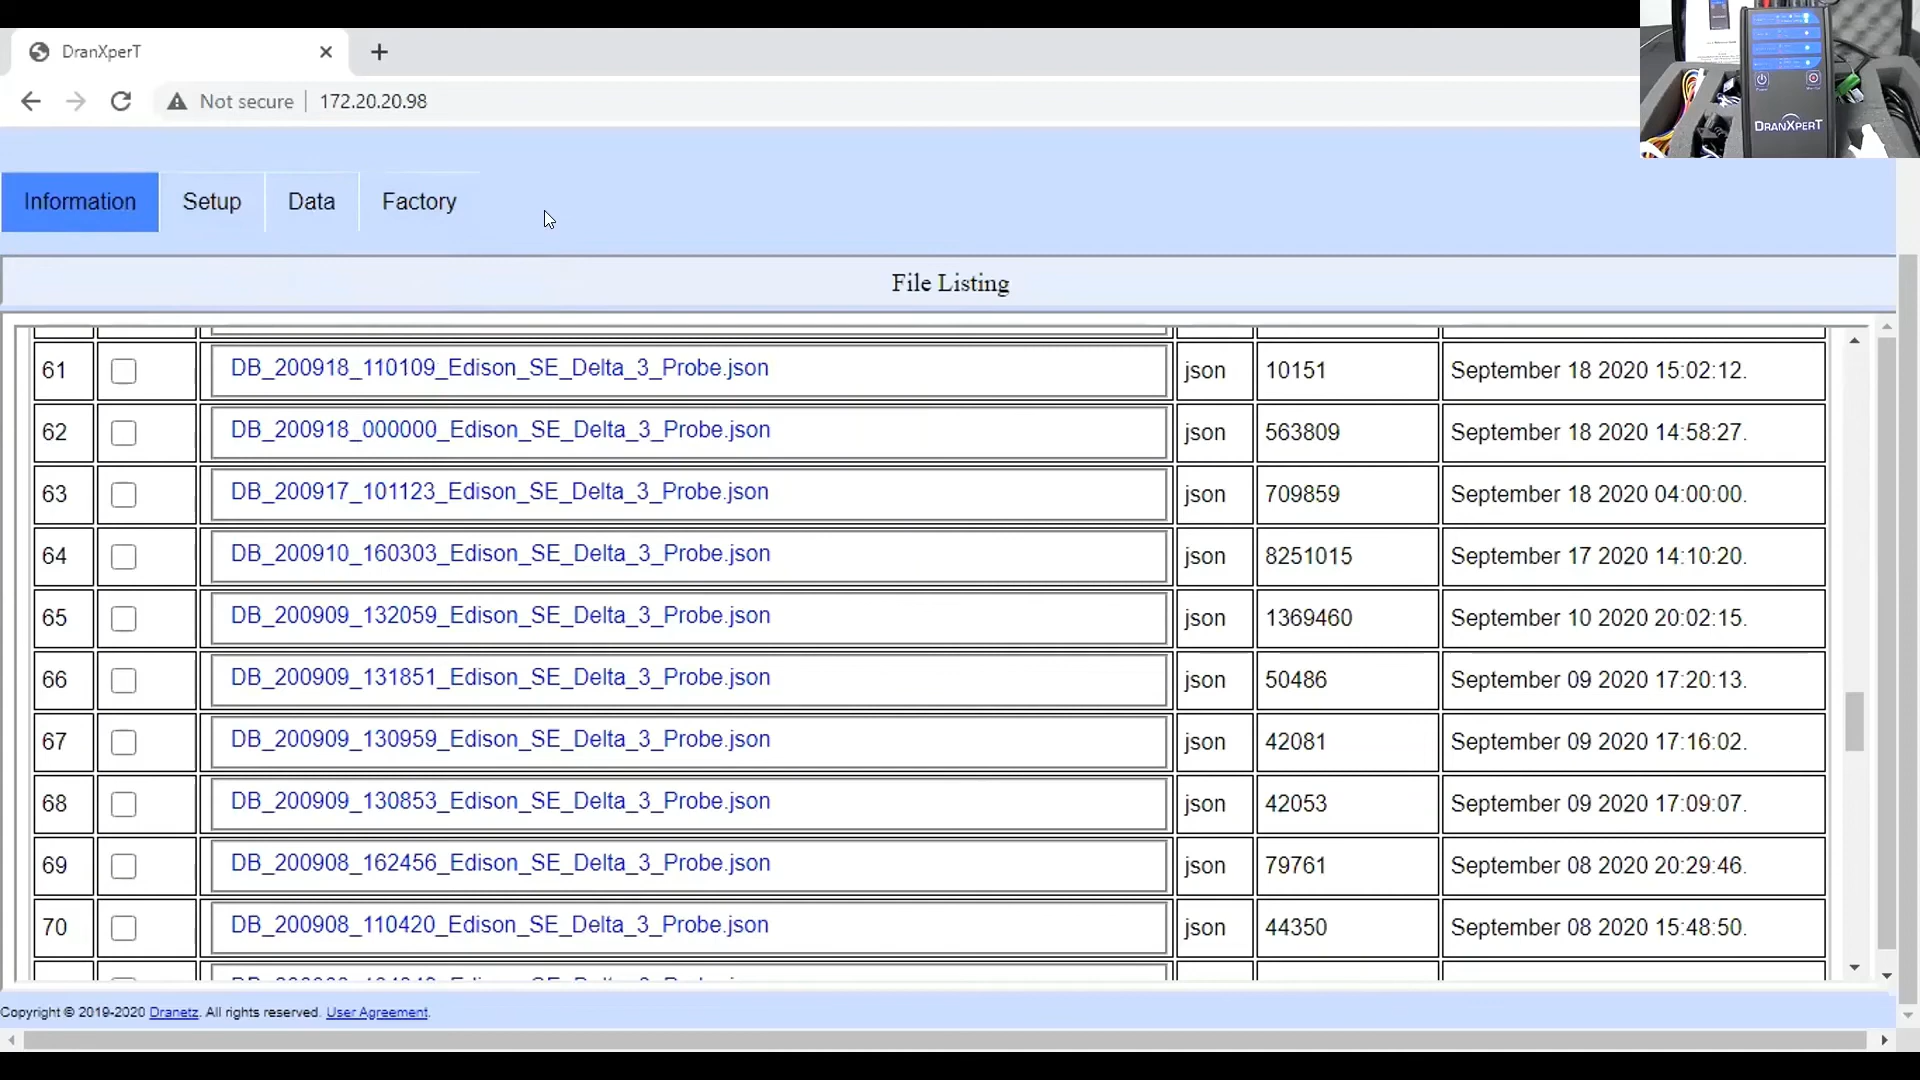 DranXperT
Not secure
172.20.20.98
DRANXPERT
Information
Setup
Data
Factory
File Listing
61 DB_200918_110109_Edison_SE_Delta_3_Probe.json json 10151 September 18 2020 15:02:12.
62 DB_200918_000000_Edison_SE_Delta_3_Probe.json json 563809 September 18 2020 14:58:27.
63 DB_200917_101123_Edison_SE_Delta_3_Probe.json json 709859 September 18 2020 04:00:00.
64 DB_200910_160303_Edison_SE_Delta_3_Probe.json json 8251015 September 17 2020 14:10:20.
65 DB_200909_132059_Edison_SE_Delta_3_Probe.json json 1369460 September 10 2020 20:02:15.
66 DB_200909_131851_Edison_SE_Delta_3_Probe.json json 50486 September 09 2020 17:20:13.
67 DB_200909_130959_Edison_SE_Delta_3_Probe.json json 42081 September 09 2020 17:16:02.
68 DB_200909_130853_Edison_SE_Delta_3_Probe.json json 42053 September 09 2020 17:09:07.
69 DB_200908_162456_Edison_SE_Delta_3_Probe.json json 79761 September 08 2020 20:29:46.
70 DB_200908_110420_Edison_SE_Delta_3_Probe.json json 44350 September 08 2020 15:48:50.
Copyright © 2019-2020 Dranetz. All rights reserved. User Agreement.